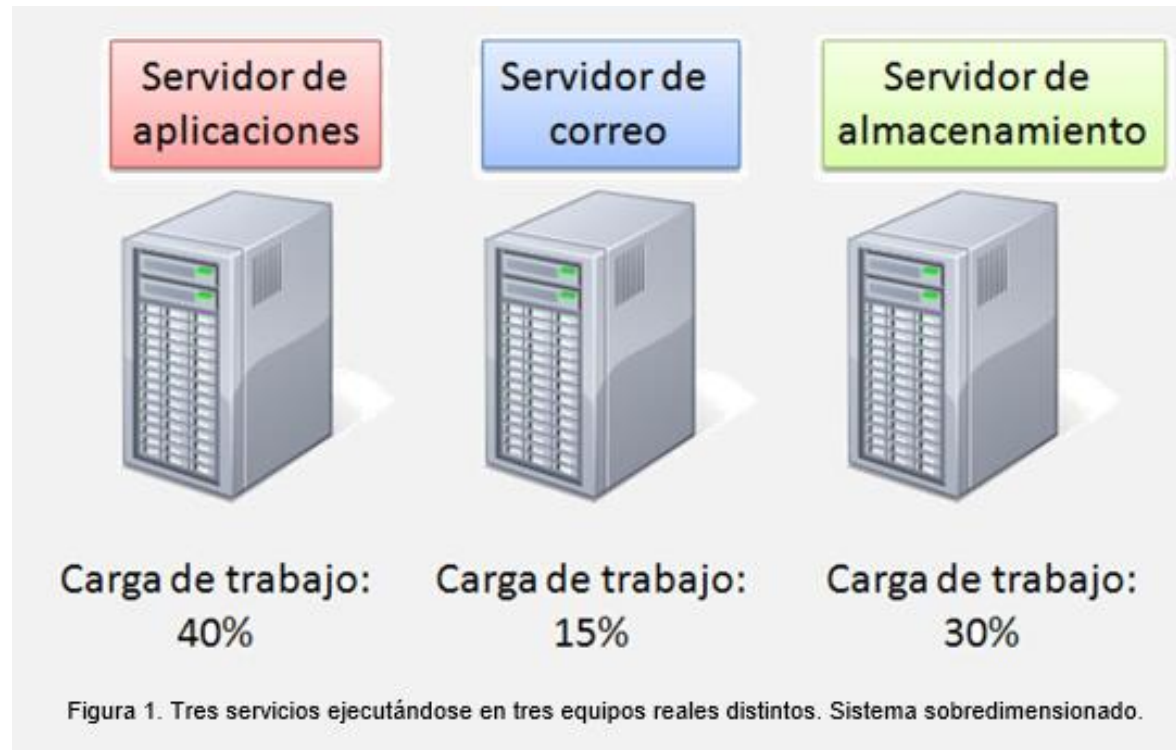 Servidor de
aplicaciones
Servidor de
correo
Servidor de
almacenamiento
Carga de trabajo:
40%
Carga de trabajo:
15%
Carga de trabajo:
30%
Figura 1. Tres servicios ejecutándose en tres equipos reales distintos. Sistema sobredimensionado.